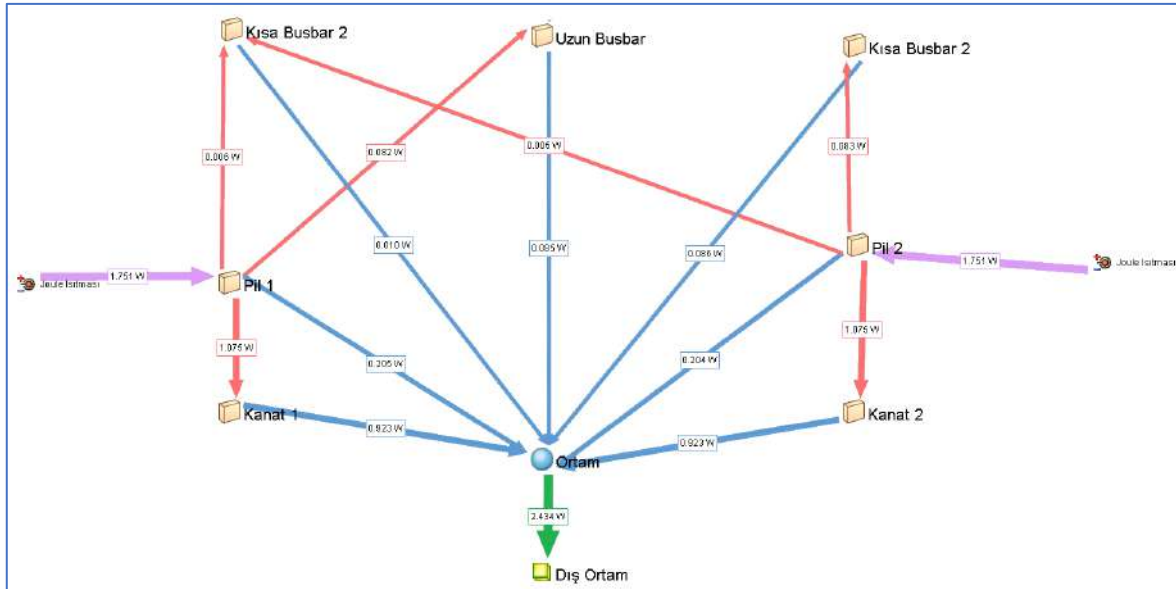 Kısa Busbar 2
Uzun Busbar
Kısa Busbar 2
0.006 W
0.082 W
0.006 W
0.083 W
0.010 W
0.085 W
0.086 W
Pil 2
1.751 W
Joule Isıtması
1.751 W
Joule Isıtması
Pil 1
1.075 W
0.205 W
0.204 W
1.075 W
Kanat 1
0.923 W
0.923 W
Kanat 2
Ortam
2.434 W
Dış Ortam